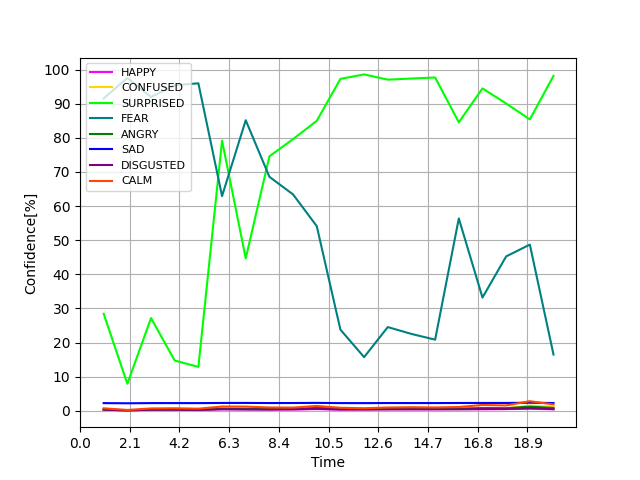 100
90
80
70
60
50
40
30
20
10
0
Confidence[%]
HAPPY
CONFUSED
SURPRISED
FEAR
ANGRY
SAD
DISGUSTED
CALM
0.0 2.1 4.2 6.3 8.4 10.5 12.6 14.7 16.8 18.9
Time